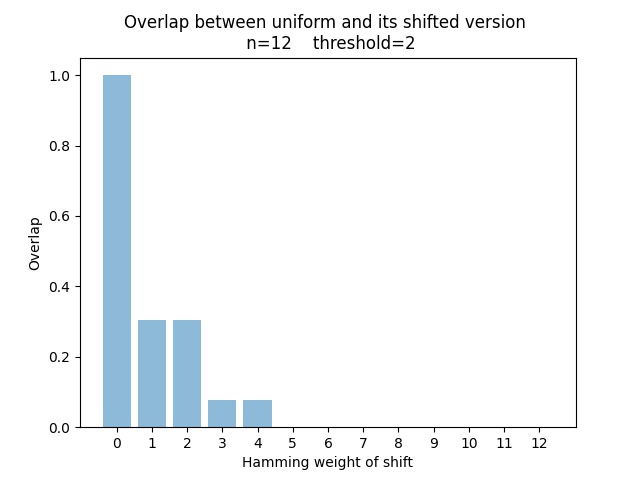 Overlap between uniform and its shifted version
n=12    threshold=2
1.0
0.8
0.6
0.4
0.2
0.0
Overlap
0 1 2 3 4 5 6 7 8 9 10 11 12
Hamming weight of shift